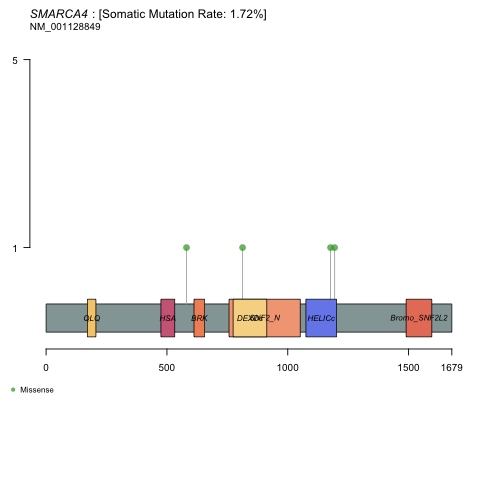 SMARCA4 : [Somatic Mutation Rate: 1.72%]
NM_001128849
5
1
QLQ HSA BRK DEXDc SNF2_N HELICc Bromo_SNF2L2
0 500 1000 1500 1679
Missense